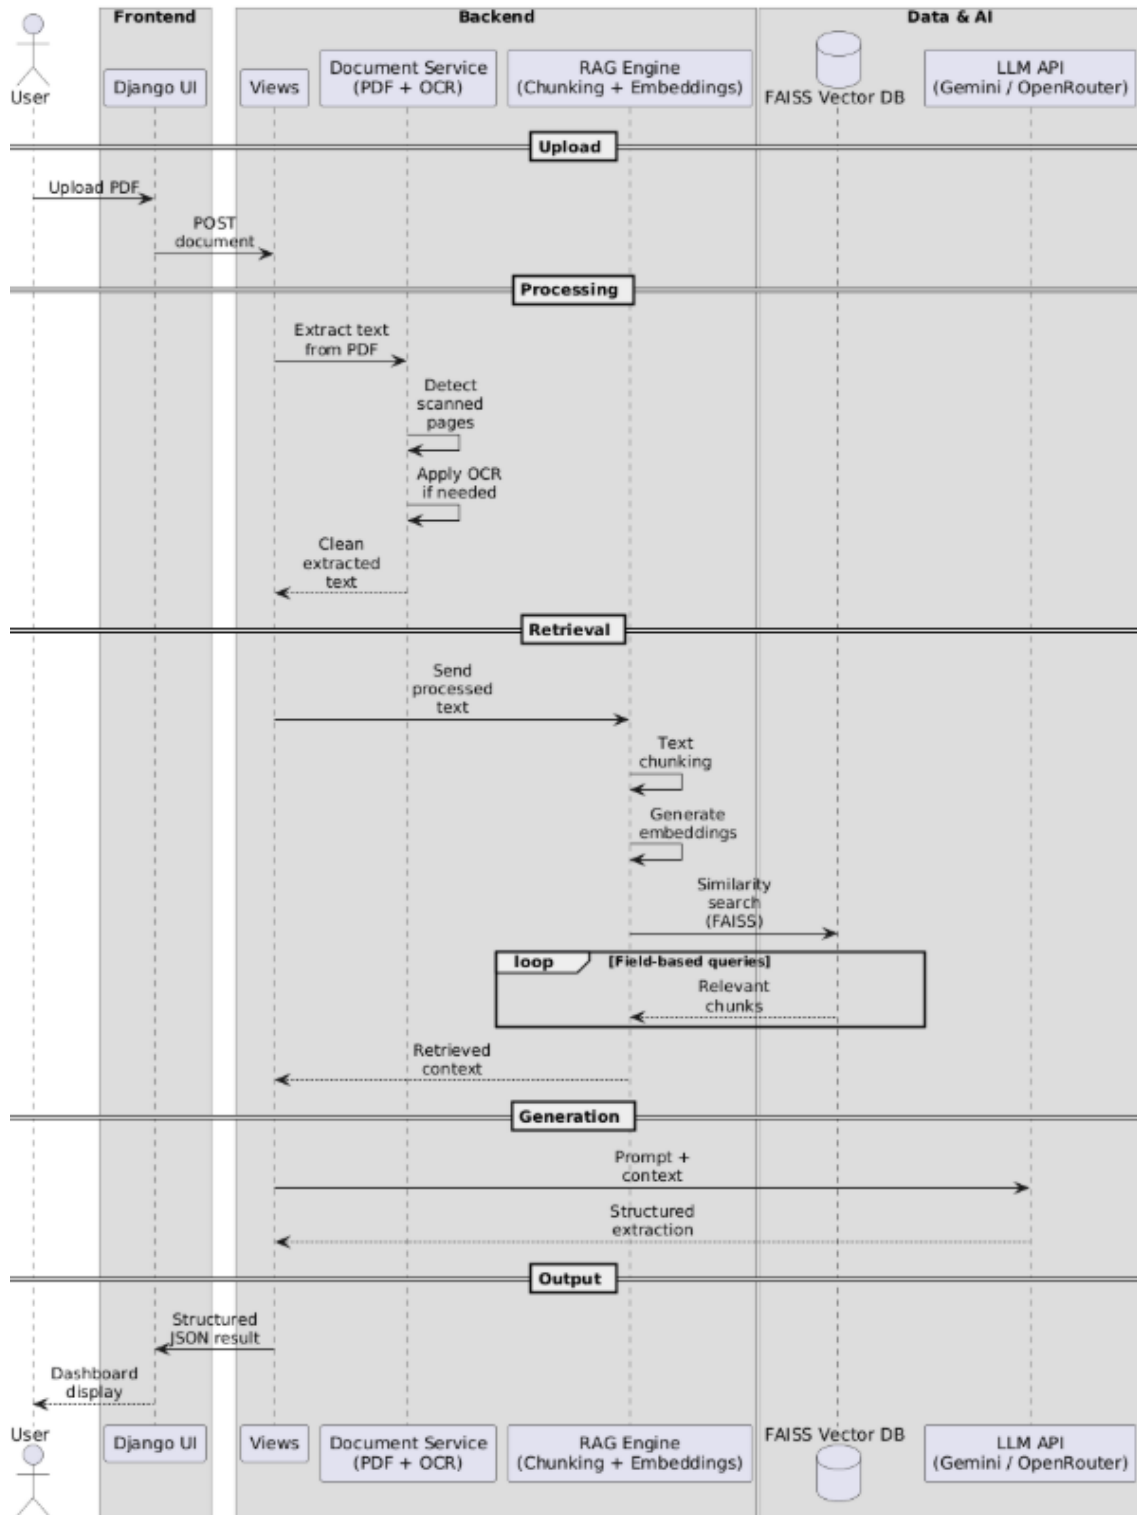 Frontend
Backend
Data & AI
User
Django UI
Views
Document Service
(PDF + OCR)
RAG Engine
(Chunking + Embeddings)
FAISS Vector DB
LLM API
(Gemini / OpenRouter)
Upload
Upload PDF
POST
document
Processing
Extract text
from PDF
Detect
scanned
pages
Apply OCR
if needed
Clean
extracted
text
Retrieval
Send
processed
text
Text
chunking
Generate
embeddings
Similarity
search
(FAISS)
loop
[Field-based queries]
Relevant
chunks
Retrieved
context
Generation
Prompt +
context
Structured
extraction
Output
Structured
JSON result
Dashboard
display
User
Django UI
Views
Document Service
(PDF + OCR)
RAG Engine
(Chunking + Embeddings)
FAISS Vector DB
LLM API
(Gemini / OpenRouter)